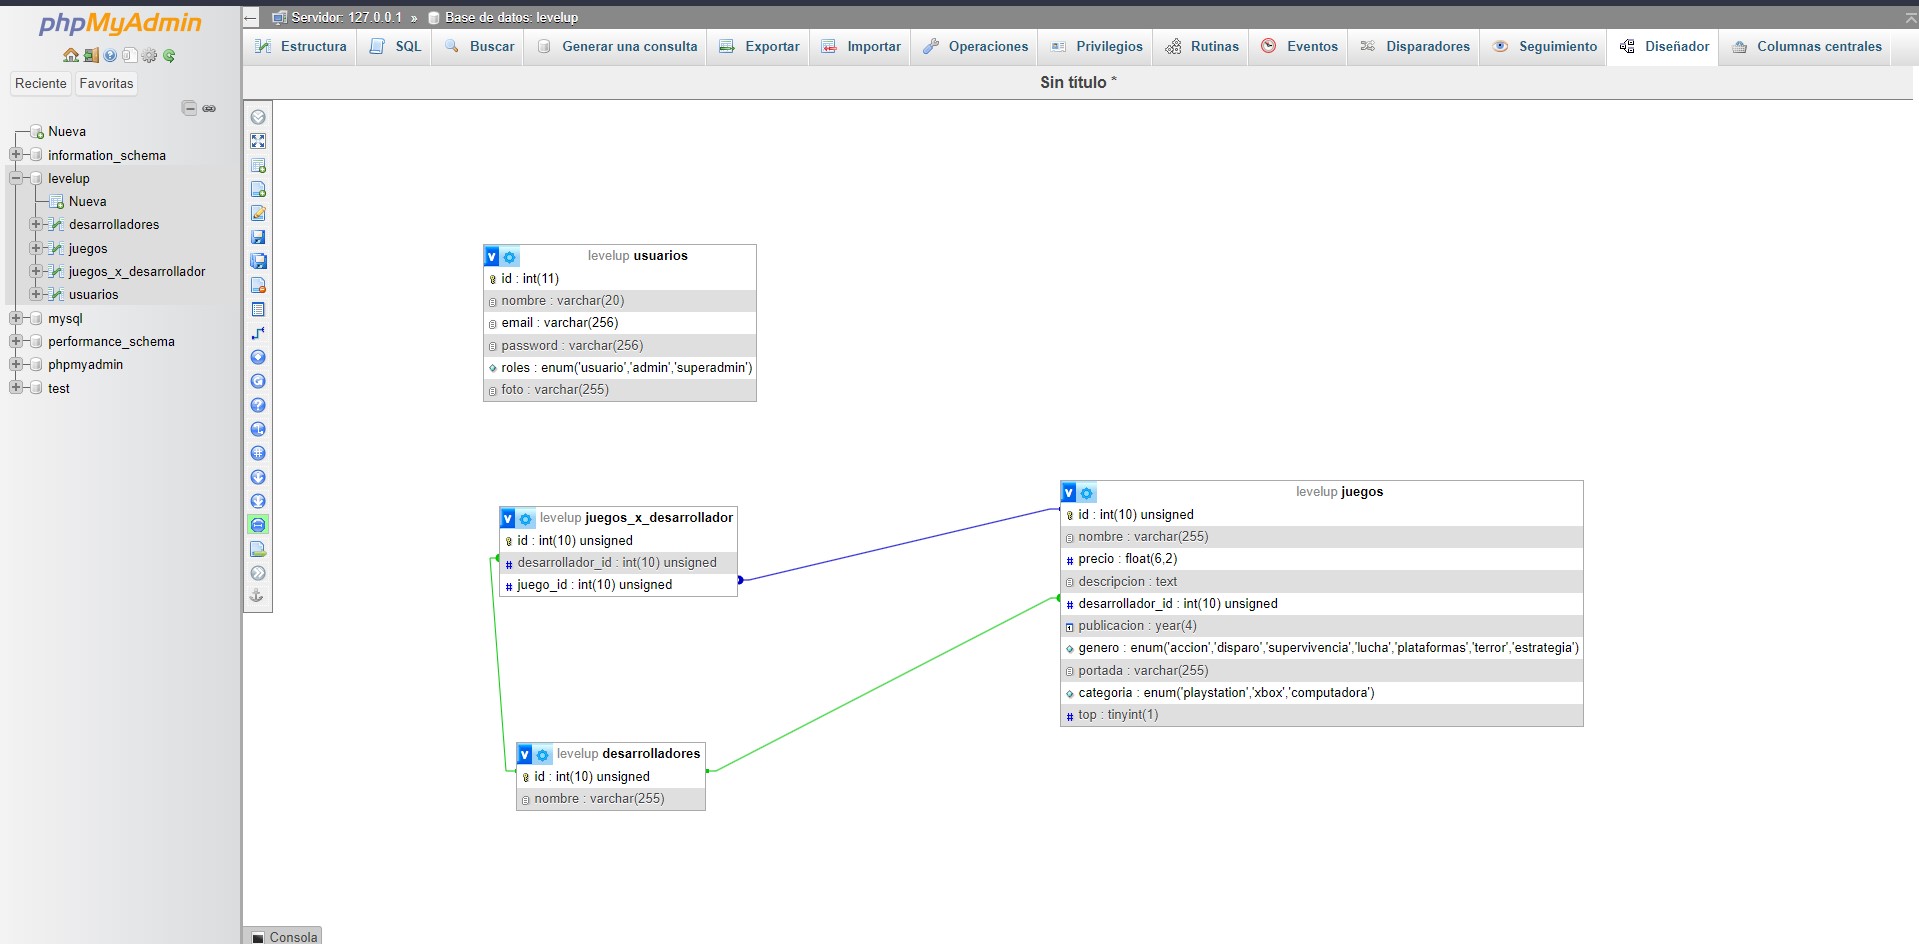 phpMyAdmin
Reciente Favoritas
Nueva
information_schema
levelup
Nueva
desarrolladores
juegos
juegos_x_desarrollador
usuarios
mysql
performance_schema
phpmyadmin
test
Servidor: 127.0.0.1 » Base de datos: levelup
Estructura SQL Buscar Generar una consulta Exportar Importar Operaciones Privilegios Rutinas Eventos Disparadores Seguimiento Diseñador Columnas centrales
Sin título *
levelup usuarios
id : int(11)
nombre : varchar(20)
email : varchar(256)
password : varchar(256)
roles : enum('usuario','admin','superadmin')
foto : varchar(255)
levelup juegos_x_desarrollador
id : int(10) unsigned
desarrollador_id : int(10) unsigned
juego_id : int(10) unsigned
levelup juegos
id : int(10) unsigned
nombre : varchar(255)
precio : float(6,2)
descripcion : text
desarrollador_id : int(10) unsigned
publicacion : year(4)
genero : enum('accion','disparo','supervivencia','lucha','plataformas','terror','estrategia')
portada : varchar(255)
categoria : enum('playstation','xbox','computadora')
top : tinyint(1)
levelup desarrolladores
id : int(10) unsigned
nombre : varchar(255)
Consola